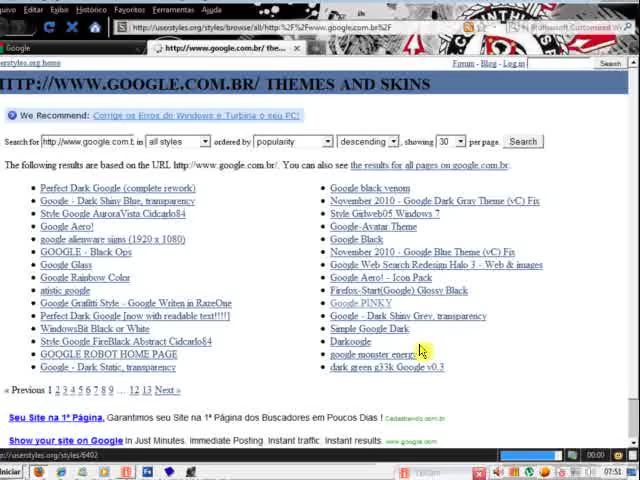 quivo Editar Exibir Histórico Favoritos Ferramentas Ajuda
http://userstyles.org/styles/browse/all/http:%2F%2Fwww.google.com.br%2F
Google http://www.google.com.br/ the...
erstyles.org home Forum - Blog - Log in Search
HTTP://WWW.GOOGLE.COM.BR/ THEMES AND SKINS
We Recommend: Corrige os Erros do Windows e Turbina o seu PC!
Search for http://www.google.com.b in all styles ordered by popularity descending, showing 30 per page. Search
The following results are based on the URL http://www.google.com.br/. You can also see the results for all pages on google.com.br.
Perfect Dark Google (complete rework)
Google - Dark Shiny Blue, transparency
Style Google AuroraVista Cidcarlo84
Google Aero!
google alienware signs (1920 x 1080)
GOOGLE - Black Ops
Google Glass
Google Rainbow Color
atistic google
Google Grafitti Style - Google Writen in RazeOne
Perfect Dark Google [now with readable text!!!!]
WindowsBit Black or White
Style Google FireBlack Abstract Cidcarlo84
GOOGLE ROBOT HOME PAGE
Google - Dark Static, transparency
Google black venom
November 2010 - Google Dark Gray Theme (vC) Fix
Style Girlweb05 Windows 7
Google-Avatar Theme
Google Black
November 2010 - Google Blue Theme (vC) Fix
Google Web Search Redesign Halo 3 - Web & images
Google Aero! - Icon Pack
Firefox-Start(Google) Glossy Black
Google PINKY
Google - Dark Shiny Grey, transparency
Simple Google Dark
Darkoogle
google monster energy
dark green g33k Google v0.3
« Previous 1 2 3 4 5 6 7 8 9 … 12 13 Next »
Seu Site na 1ª Página, Garantimos seu Site na 1ª Página dos Buscadores em Poucos Dias ! Cadastrando.com.br
Show your site on Google In Just Minutes. Immediate Posting. Instant traffic. Instant results. www.google.com
p://userstyles.org/styles/6402 00:00
Iniciar 07:51